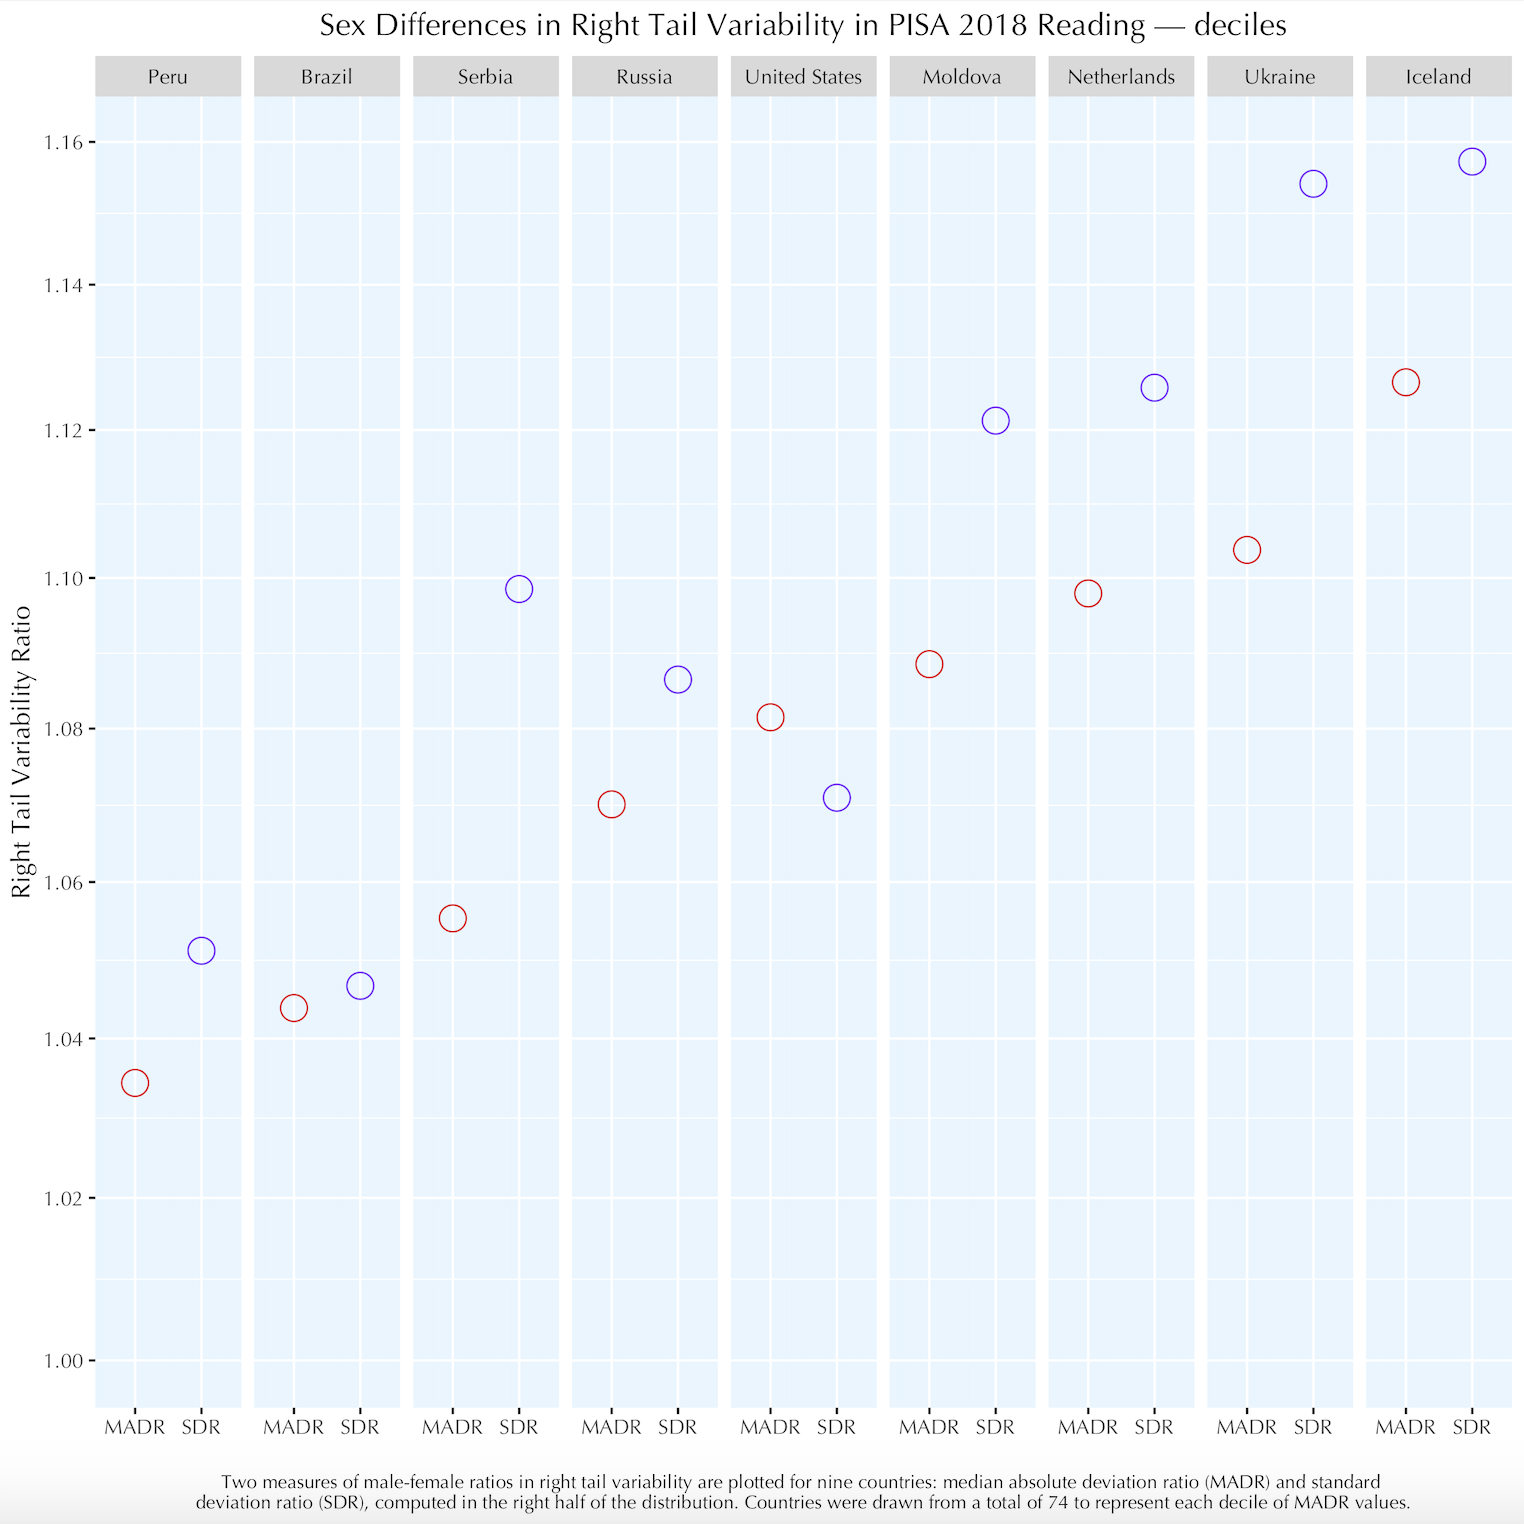 Sex Differences in Right Tail Variability in PISA 2018 Reading — deciles
Peru Brazil Serbia Russia United States Moldova Netherlands Ukraine Iceland
Right Tail Variability Ratio
1.16
1.14
1.12
1.10
1.08
1.06
1.04
1.02
1.00
MADR SDR MADR SDR MADR SDR MADR SDR MADR SDR MADR SDR MADR SDR MADR SDR MADR SDR
Two measures of male-female ratios in right tail variability are plotted for nine countries: median absolute deviation ratio (MADR) and standard
deviation ratio (SDR), computed in the right half of the distribution. Countries were drawn from a total of 74 to represent each decile of MADR values.